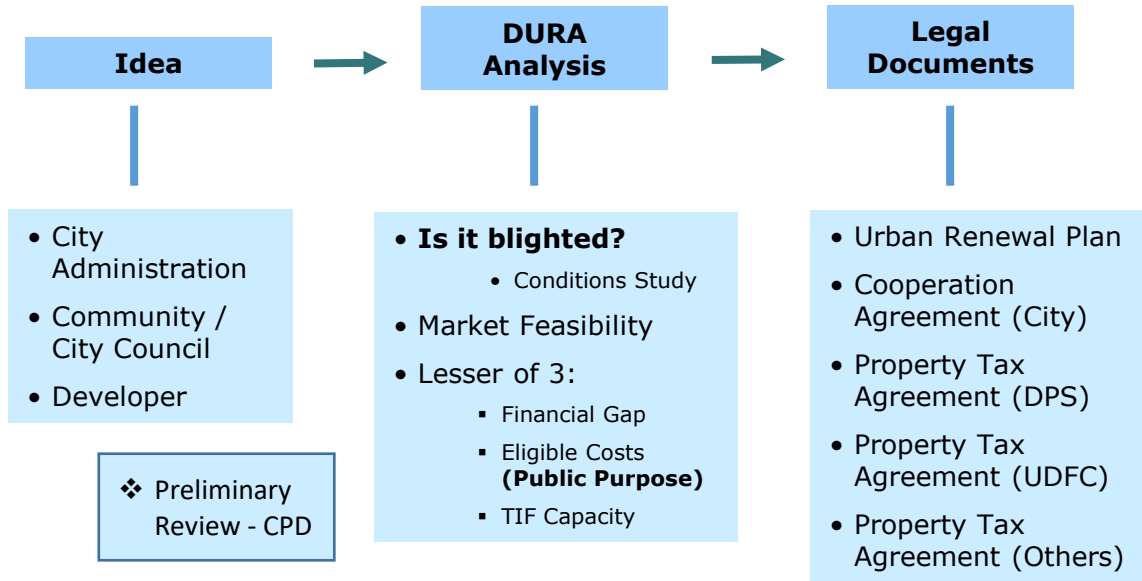 Idea
DURA
Analysis
Legal
Documents
• City
Administration
• Community /
City Council
• Developer
❖ Preliminary
Review - CPD
• Is it blighted?
• Conditions Study
• Market Feasibility
• Lesser of 3:
▪ Financial Gap
▪ Eligible Costs
(Public Purpose)
▪ TIF Capacity
• Urban Renewal Plan
• Cooperation
Agreement (City)
• Property Tax
Agreement (DPS)
• Property Tax
Agreement (UDFC)
• Property Tax
Agreement (Others)